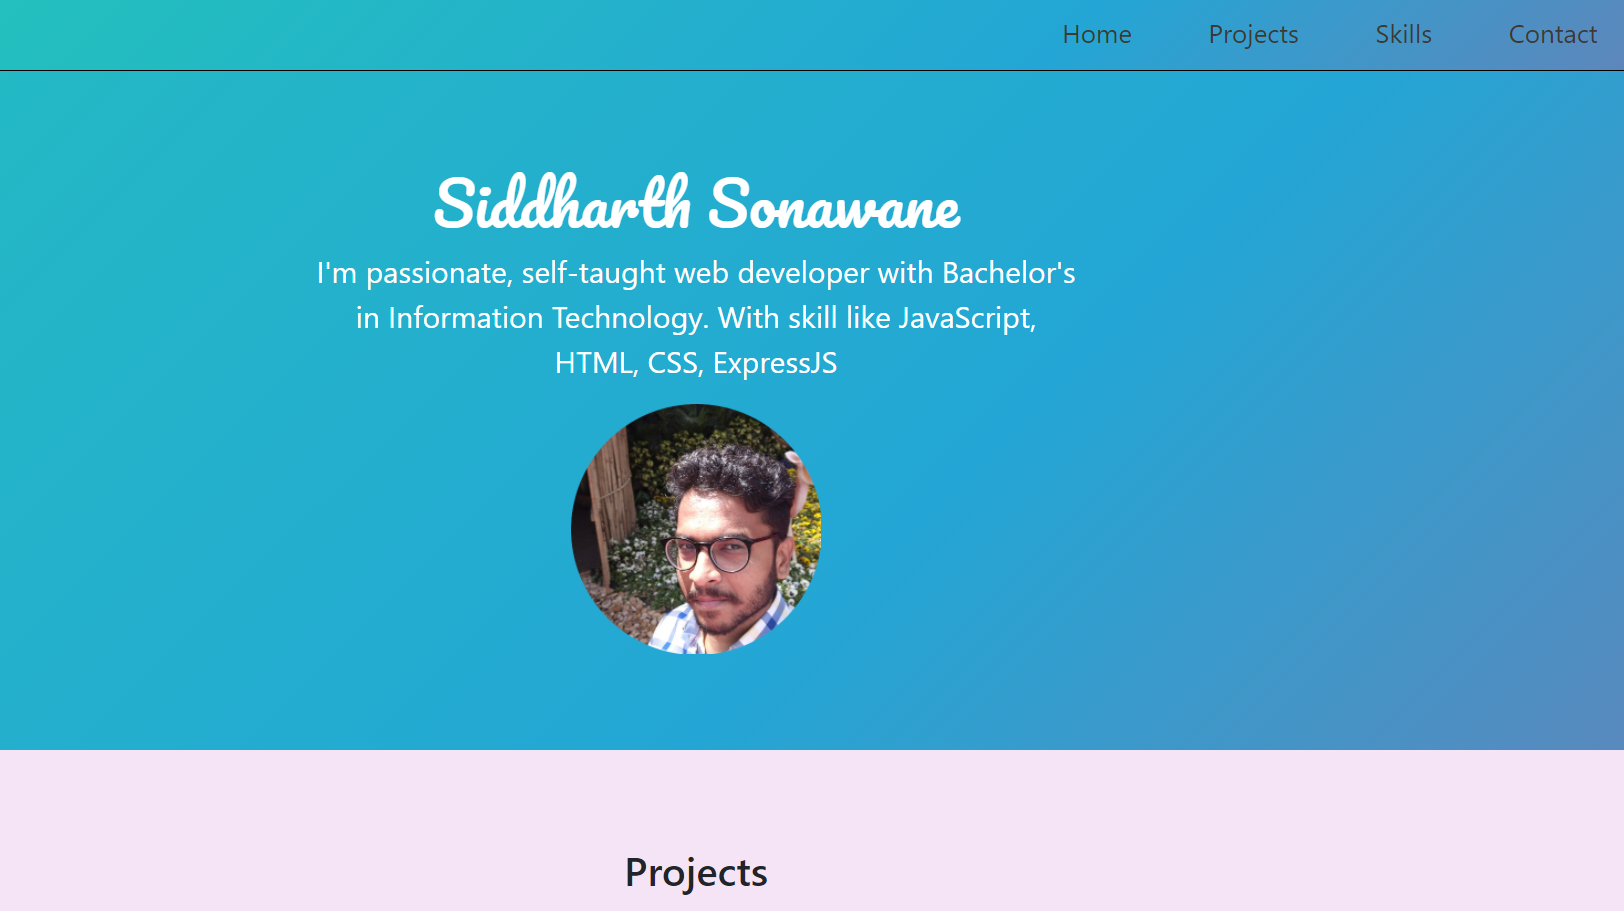 Home Projects Skills Contact
Siddharth Sonawane
I'm passionate, self-taught web developer with Bachelor's
in Information Technology. With skill like JavaScript,
HTML, CSS, ExpressJS
Projects